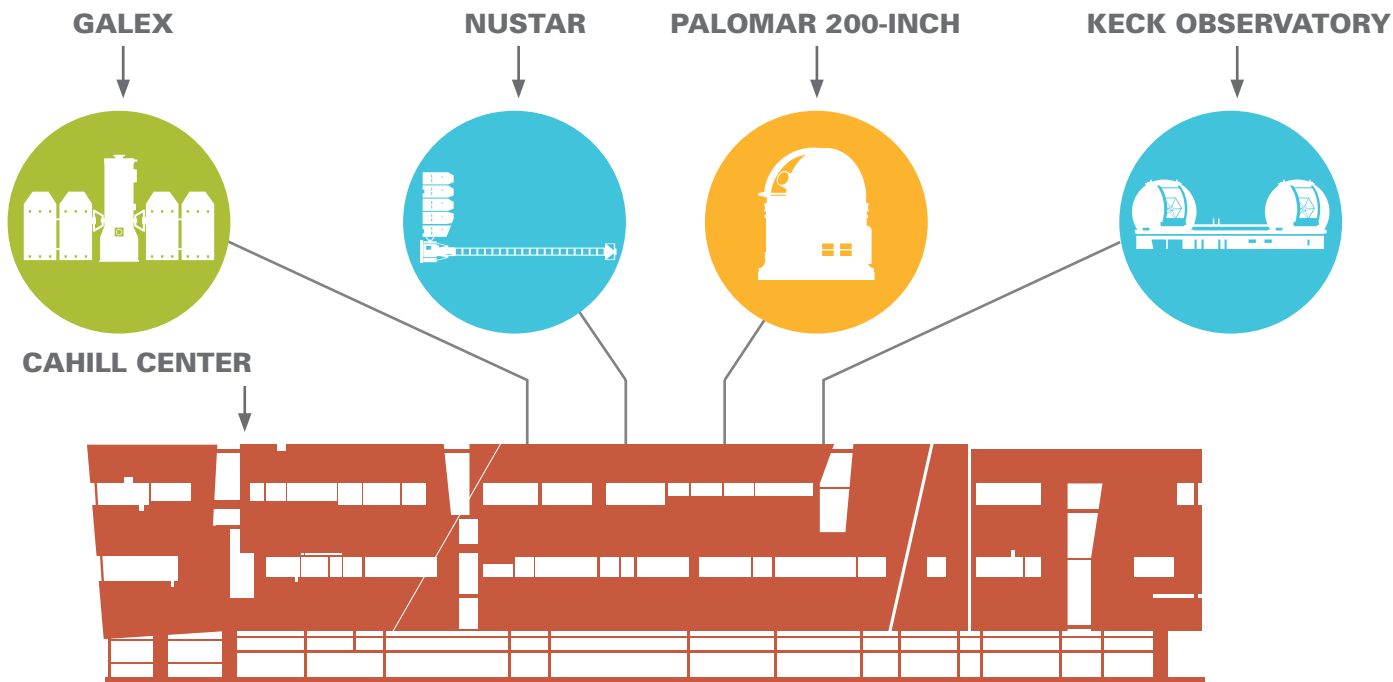 GALEX
NUSTAR
PALOMAR 200-INCH
KECK OBSERVATORY
CAHILL CENTER